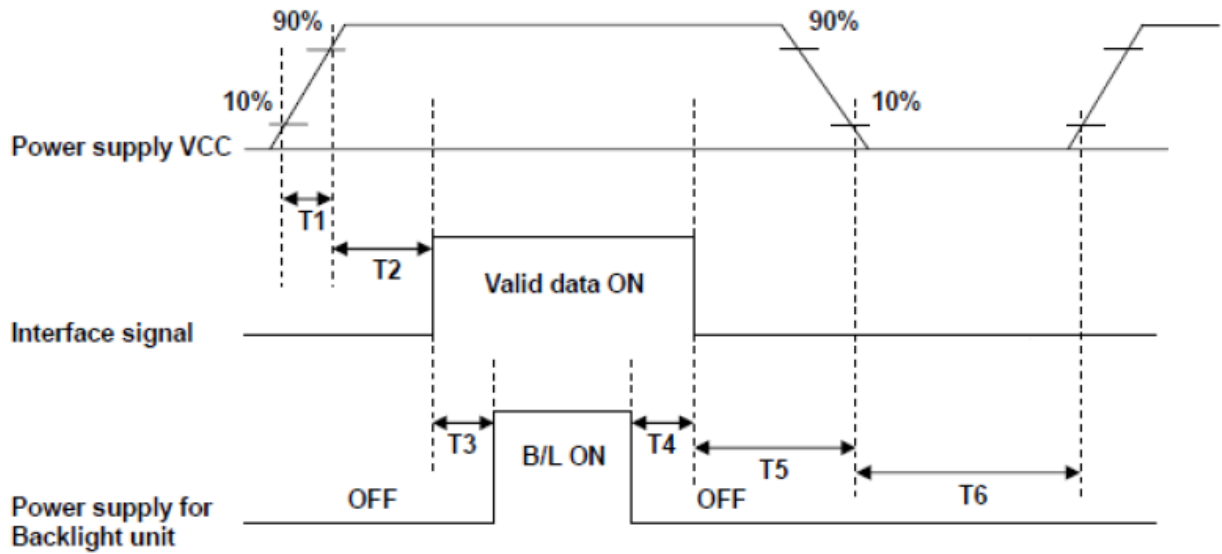 90%
90%
10%
10%
Power supply VCC
T1
T2
Valid data ON
Interface signal
T3
T4
B/L ON
T5
T6
OFF
OFF
Power supply for
Backlight unit